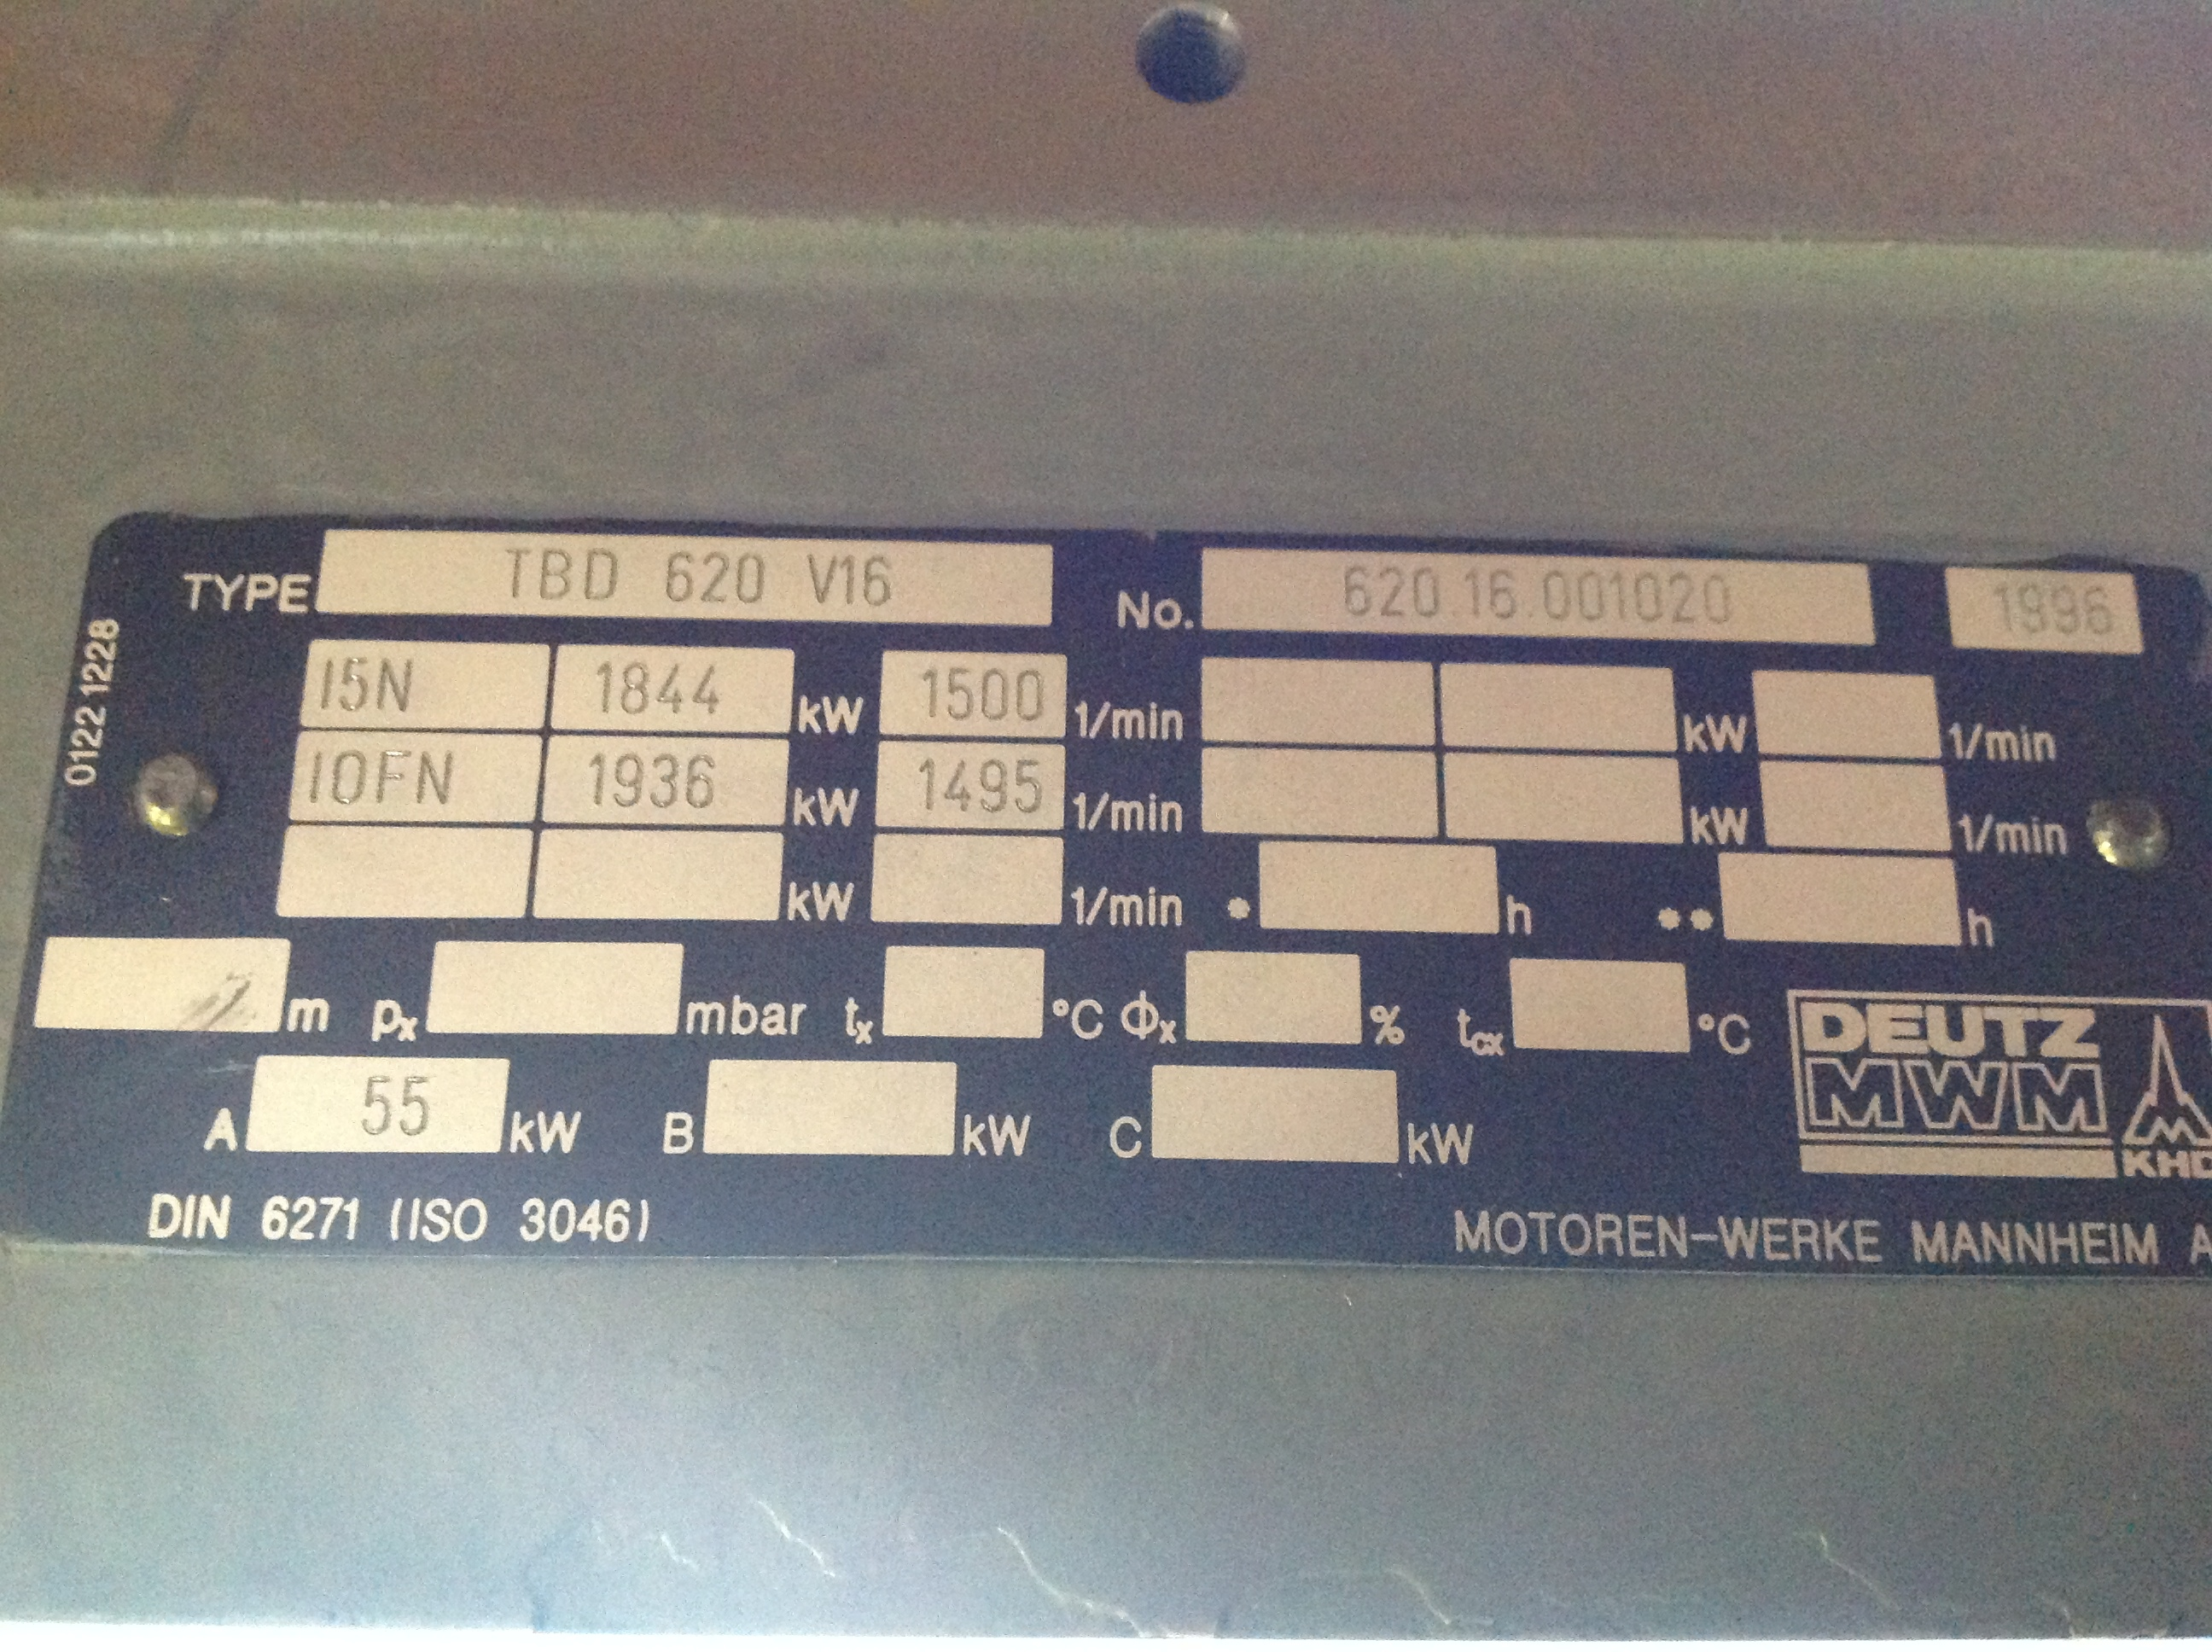 TYPE TBD 620 V16 No. 620.16.001020 1996
0122 1228
I5N 1844 kW 1500 1/min kW 1/min
IOFN 1936 kW 1495 1/min kW 1/min
kW 1/min * h ** h
m px mbar tx °C Φx % tcx °C
A 55 kW B kW C kW
DEUTZ
MWM
KHD
DIN 6271 (ISO 3046) MOTOREN-WERKE MANNHEIM A